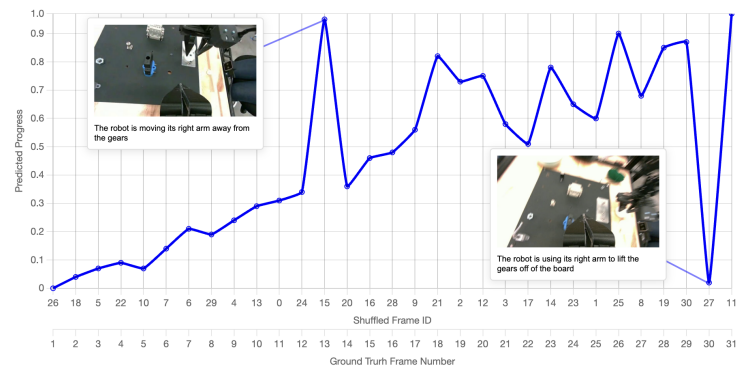 1.0
0.9
0.8
0.7
0.6
0.5
0.4
0.3
0.2
0.1
0
Predicted Progress
The robot is moving its right arm away from
the gears
The robot is using its right arm to lift the
gears off of the board
26 18 5 22 10 7 6 29 4 13 0 24 15 20 16 28 9 21 2 12 3 17 14 23 1 25 8 19 30 27 11
Shuffled Frame ID
1 2 3 4 5 6 7 8 9 10 11 12 13 14 15 16 17 18 19 20 21 22 23 24 25 26 27 28 29 30 31
Ground Trurh Frame Number